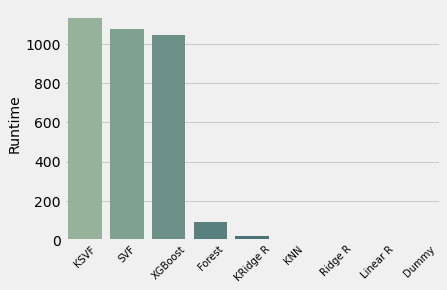 1000
800
600
400
200
0
Runtime
KSVF
SVF
XGBoost
Forest
KRidge R
KNN
Ridge R
Linear R
Dummy